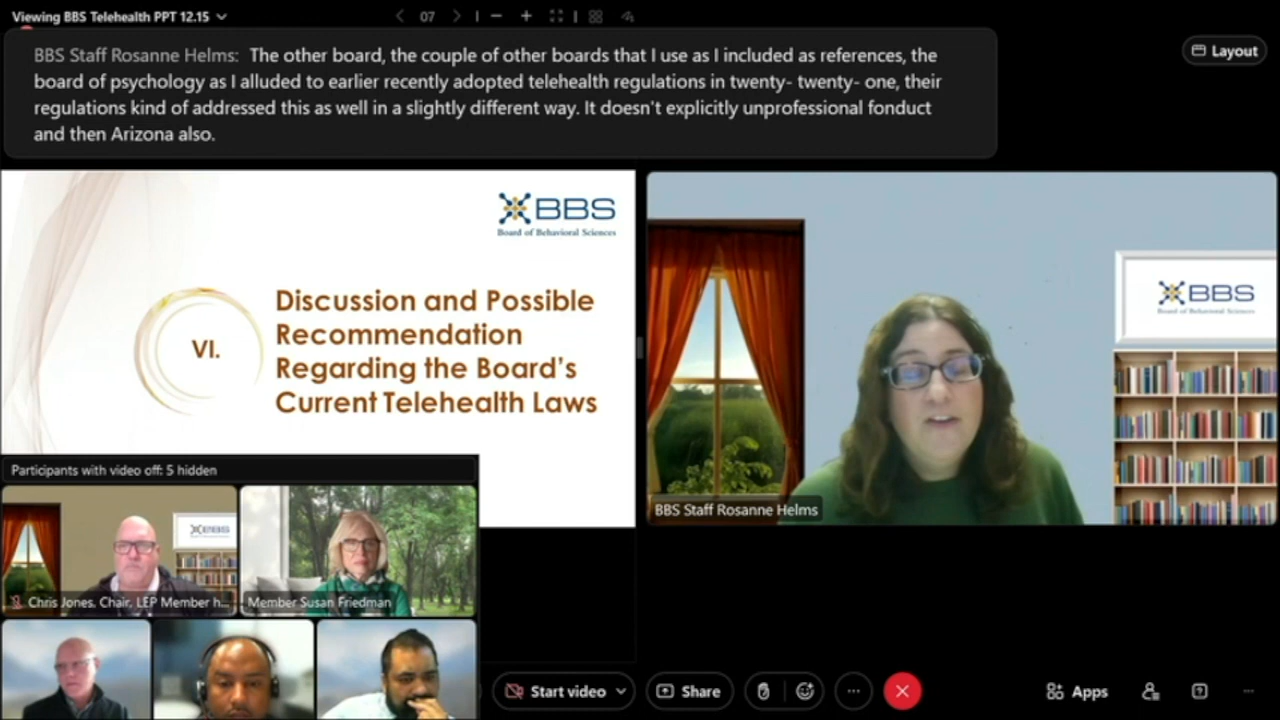 Viewing BBS Telehealth PPT 12.15
07
BBS Staff Rosanne Helms: The other board, the couple of other boards that I use as I included as references, the
board of psychology as I alluded to earlier recently adopted telehealth regulations in twenty- twenty- one, their
regulations kind of addressed this as well in a slightly different way. It doesn't explicitly unprofessional fonduct
and then Arizona also.
Layout
BBS
Board of Behavioral Sciences
VI.
Discussion and Possible
Recommendation
Regarding the Board's
Current Telehealth Laws
BBS
Board of Behavioral Sciences
BBS Staff Rosanne Helms
Participants with video off: 5 hidden
BBS
Chris Jones, Chair, LEP Member h...
Member Susan Friedman
Start video
Share
Apps